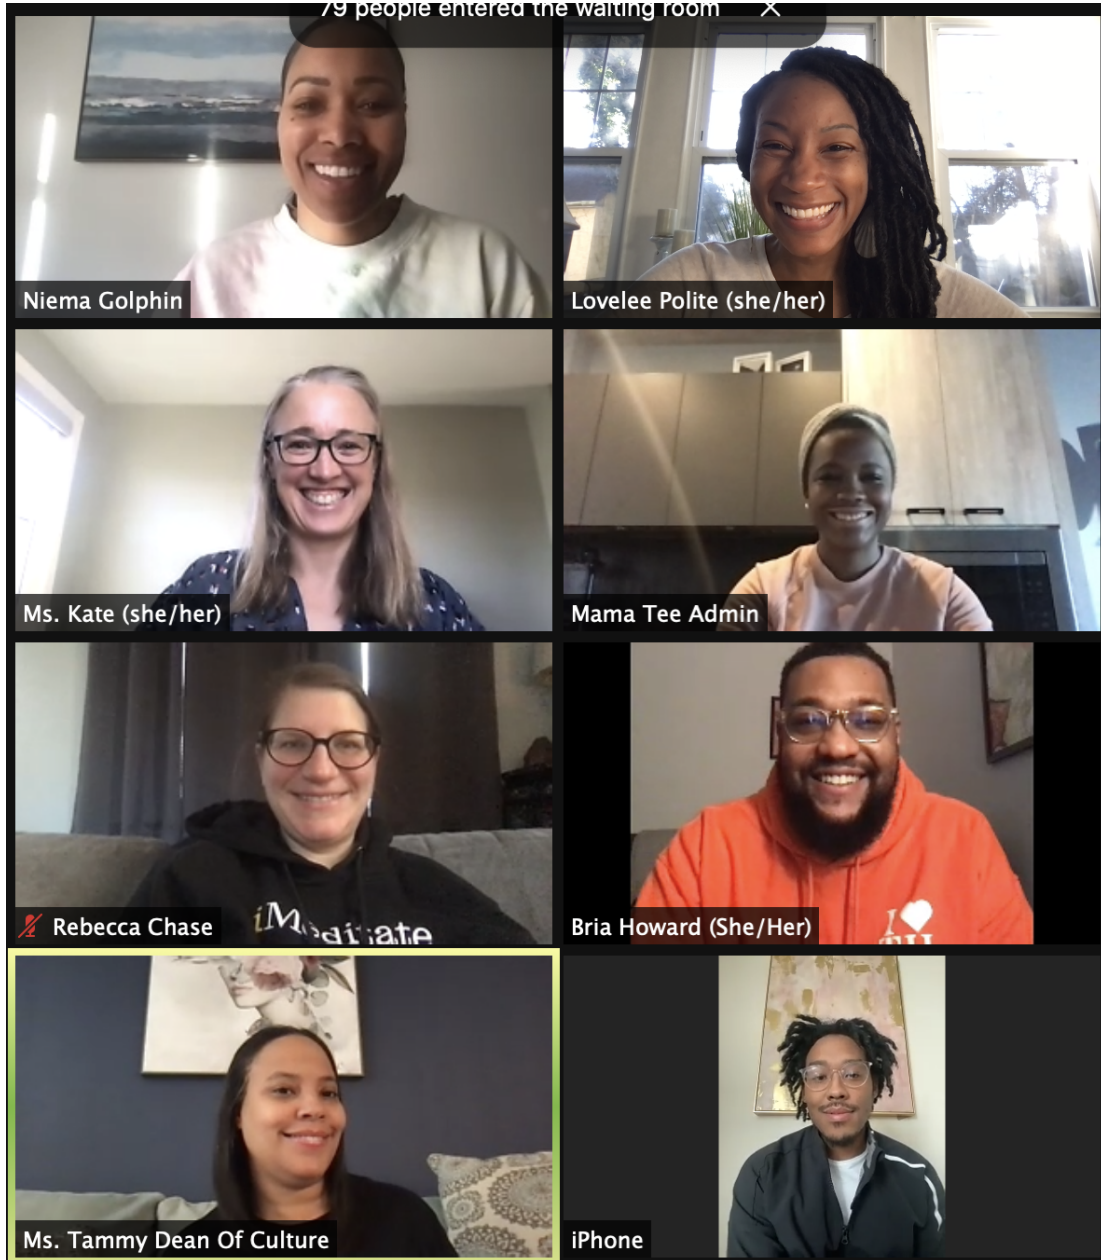 79 people entered the waiting room
Niema Golphin
Lovelee Polite (she/her)
Ms. Kate (she/her)
Mama Tee Admin
iMeditate
Rebecca Chase
I
Bria Howard (She/Her)
Ms. Tammy Dean Of Culture
iPhone